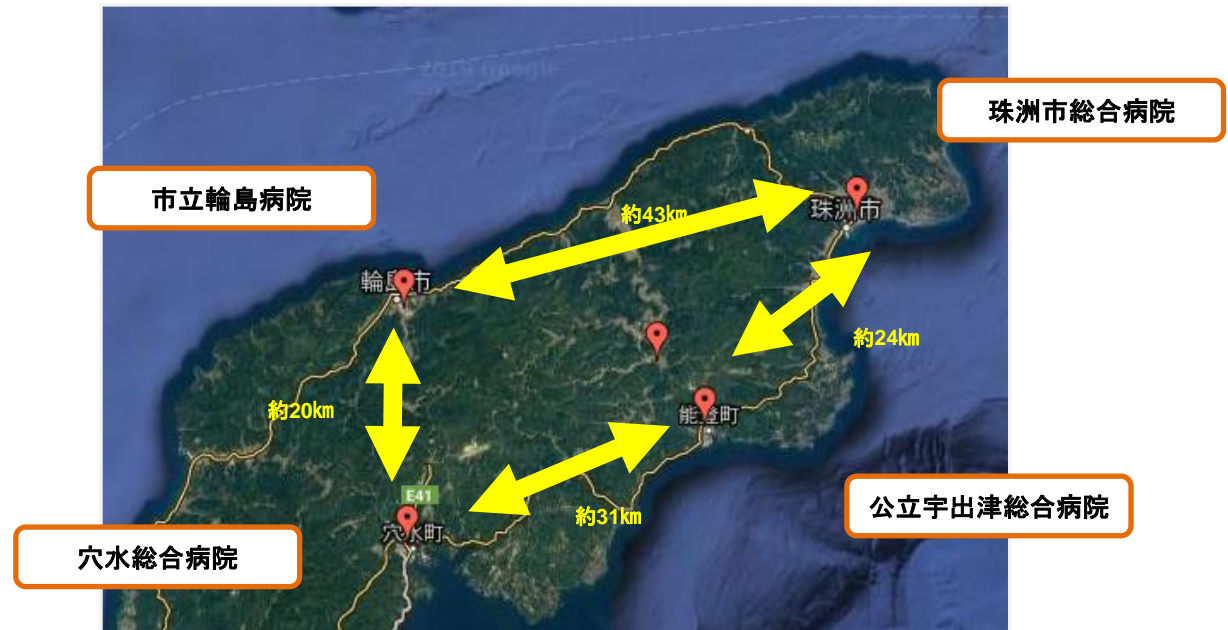 © 2019 Google
珠洲市総合病院
市立輪島病院
珠洲市
約43㎞
輪島市
約24㎞
約20㎞
能登町
E41
公立宇出津総合病院
約31㎞
穴水町
穴水総合病院